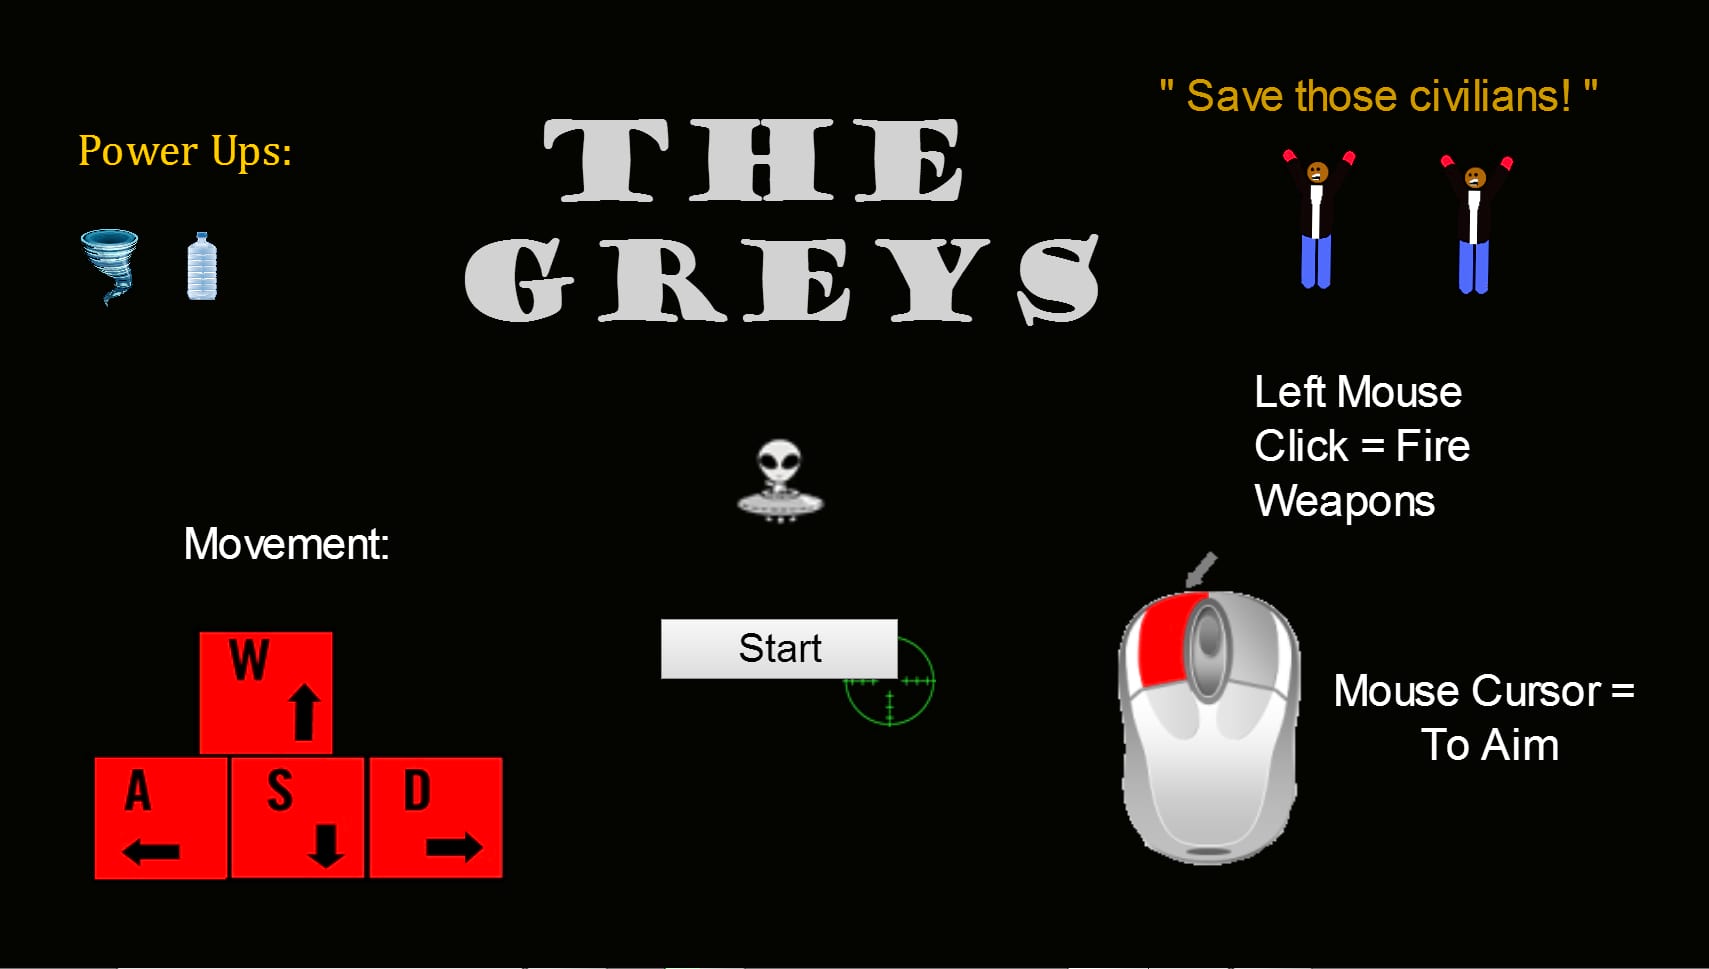 " Save those civilians! "
Power Ups:
THE
GREYS
Left Mouse
Click = Fire
Weapons
Movement:
Start
W
A S D
Mouse Cursor =
To Aim